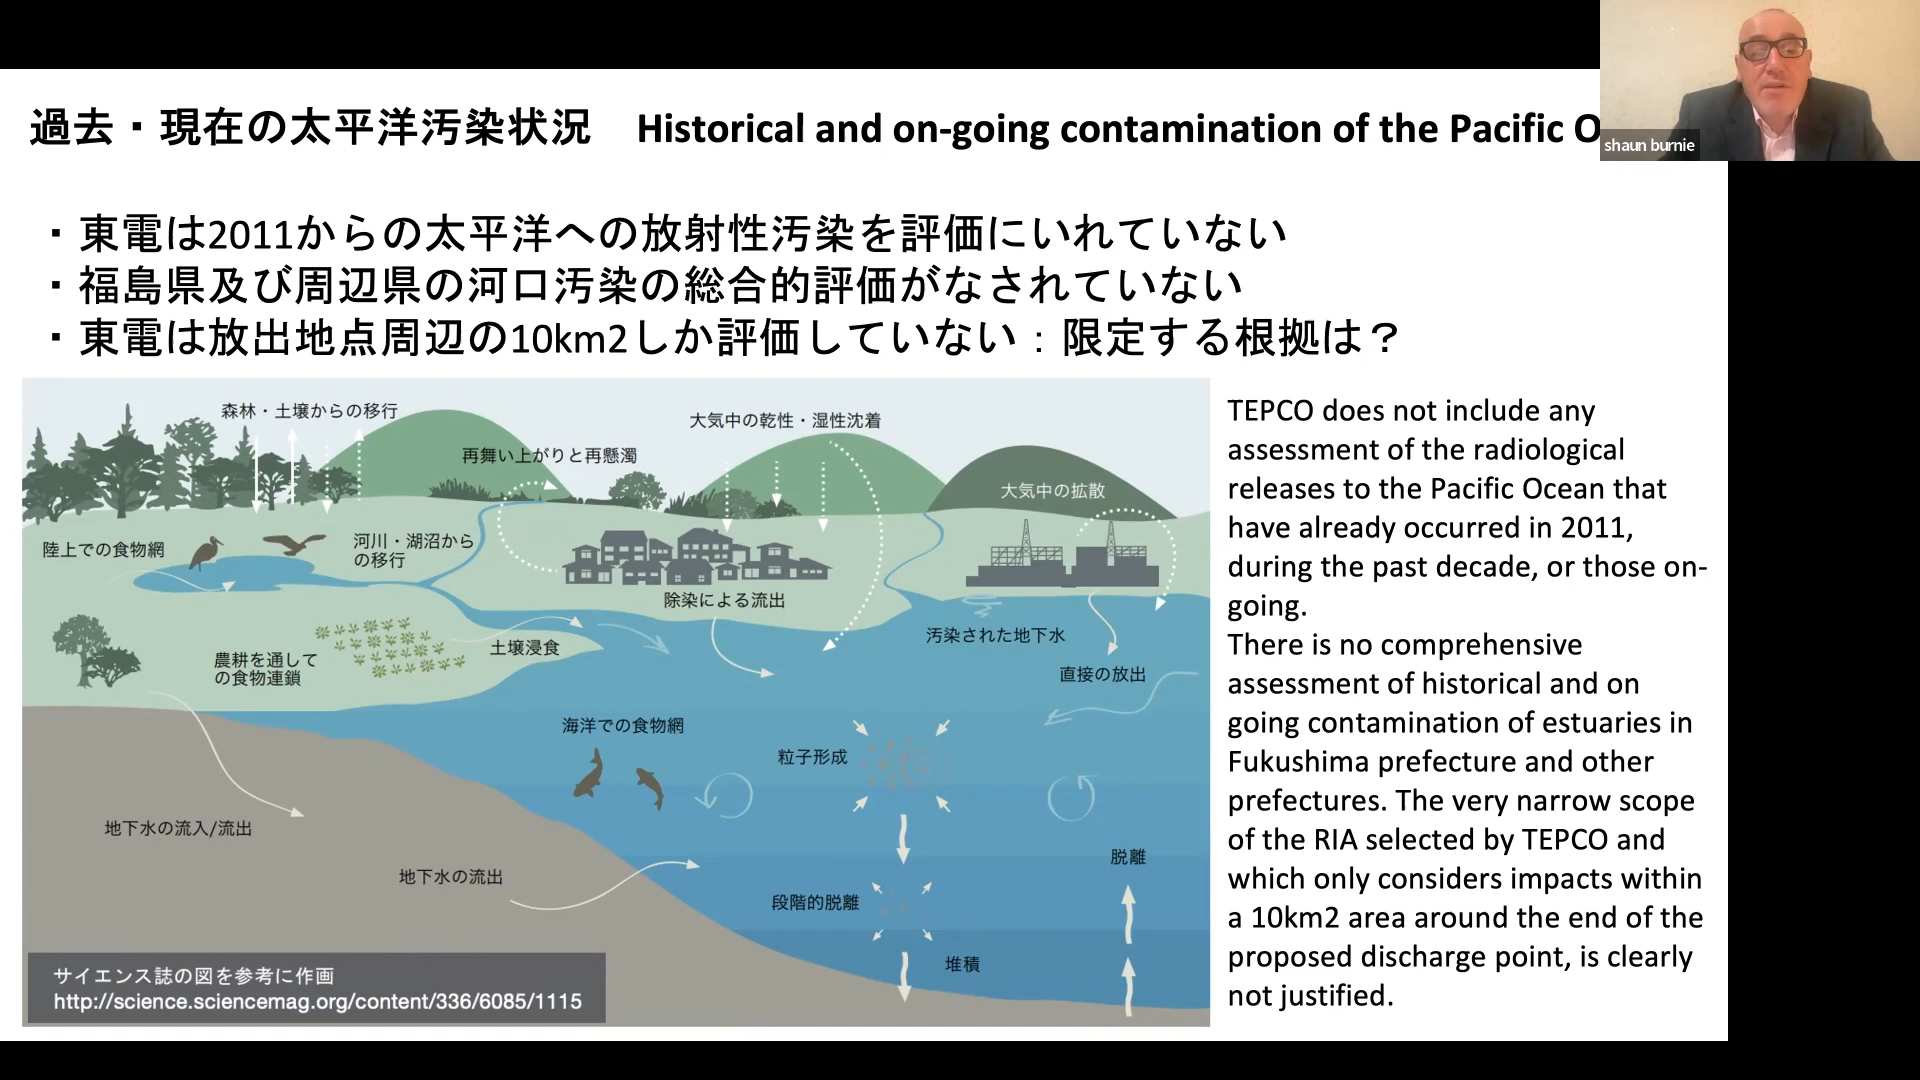 過去・現在の太平洋汚染状況　Historical and on-going contamination of the Pacific O
shaun burnie
・東電は2011からの太平洋への放射性汚染を評価にいれていない
・福島県及び周辺県の河口汚染の総合的評価がなされていない
・東電は放出地点周辺の10km2しか評価していない：限定する根拠は？
森林・土壌からの移行
大気中の乾性・湿性沈着
再舞い上がりと再懸濁
大気中の拡散
陸上での食物網
河川・湖沼から
の移行
除染による流出
汚染された地下水
土壌浸食
農耕を通して
の食物連鎖
直接の放出
海洋での食物網
粒子形成
地下水の流入/流出
脱離
地下水の流出
段階的脱離
堆積
サイエンス誌の図を参考に作画
http://science.sciencemag.org/content/336/6085/1115
TEPCO does not include any
assessment of the radiological
releases to the Pacific Ocean that
have already occurred in 2011,
during the past decade, or those on-
going.
There is no comprehensive
assessment of historical and on
going contamination of estuaries in
Fukushima prefecture and other
prefectures. The very narrow scope
of the RIA selected by TEPCO and
which only considers impacts within
a 10km2 area around the end of the
proposed discharge point, is clearly
not justified.